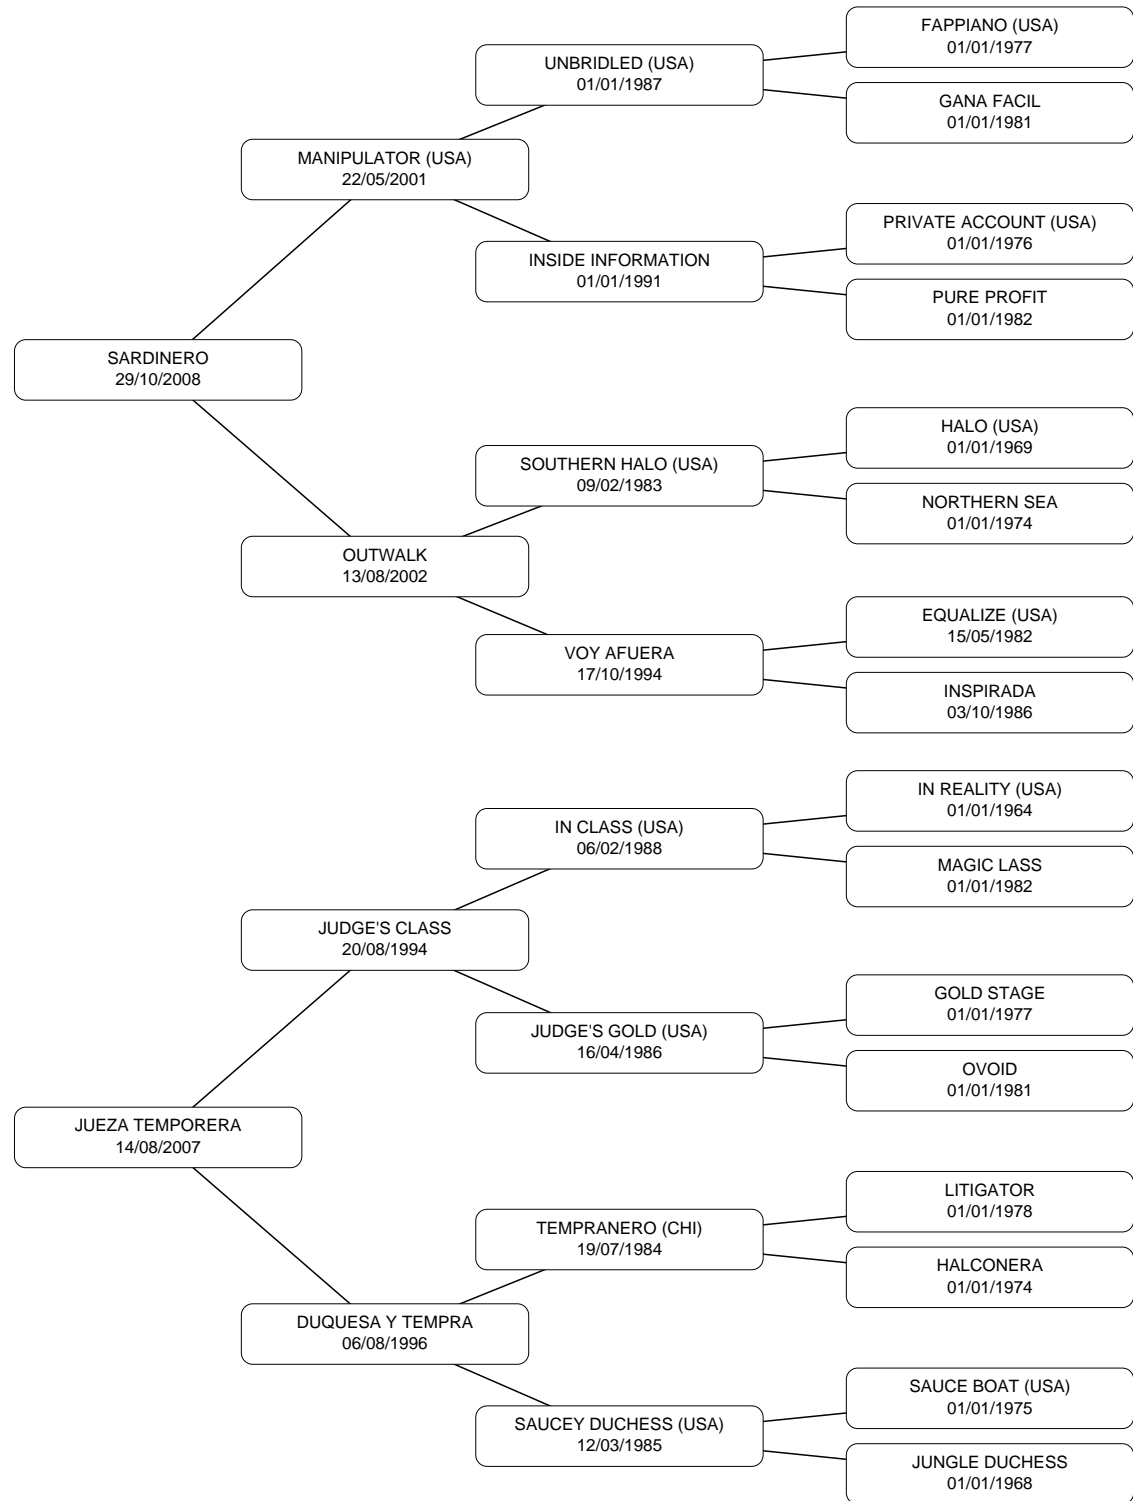 FAPPIANO (USA)
01/01/1977
UNBRIDLED (USA)
01/01/1987
GANA FACIL
01/01/1981
MANIPULATOR (USA)
22/05/2001
PRIVATE ACCOUNT (USA)
01/01/1976
INSIDE INFORMATION
01/01/1991
PURE PROFIT
01/01/1982
SARDINERO
29/10/2008
HALO (USA)
01/01/1969
SOUTHERN HALO (USA)
09/02/1983
NORTHERN SEA
01/01/1974
OUTWALK
13/08/2002
EQUALIZE (USA)
15/05/1982
VOY AFUERA
17/10/1994
INSPIRADA
03/10/1986
IN REALITY (USA)
01/01/1964
IN CLASS (USA)
06/02/1988
MAGIC LASS
01/01/1982
JUDGE'S CLASS
20/08/1994
GOLD STAGE
01/01/1977
JUDGE'S GOLD (USA)
16/04/1986
OVOID
01/01/1981
JUEZA TEMPORERA
14/08/2007
LITIGATOR
01/01/1978
TEMPRANERO (CHI)
19/07/1984
HALCONERA
01/01/1974
DUQUESA Y TEMPRA
06/08/1996
SAUCE BOAT (USA)
01/01/1975
SAUCEY DUCHESS (USA)
12/03/1985
JUNGLE DUCHESS
01/01/1968